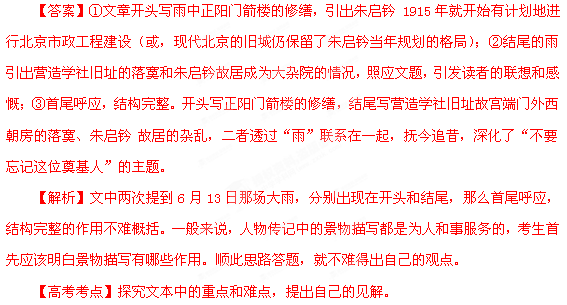 【答案】①文章开头写雨中正阳门箭楼的修缮，引出朱启钤 1915 年就开始有计划地进
行北京市政工程建设（或，现代北京的旧城仍保留了朱启钤当年规划的格局）；②结尾的雨
引出营造学社旧址的落寞和朱启钤故居成为大杂院的情况，照应文题，引发读者的联想和感
慨；③首尾呼应，结构完整。开头写正阳门箭楼的修缮，结尾写营造学社旧址故宫端门外西
朝房的落寞、朱启钤 故居的杂乱，二者透过“雨”联系在一起，抚今追昔，深化了“不要
忘记这位奠基人”的主题。
【解析】文中两次提到 6 月 13 日那场大雨，分别出现在开头和结尾，那么首尾呼应，
结构完整的作用不难概括。一般来说，人物传记中的景物描写都是为人和事服务的，考生首
先应该明白景物描写有哪些作用。顺此思路答题，就不难得出自己的观点。
【高考考点】探究文本中的重点和难点，提出自己的见解。